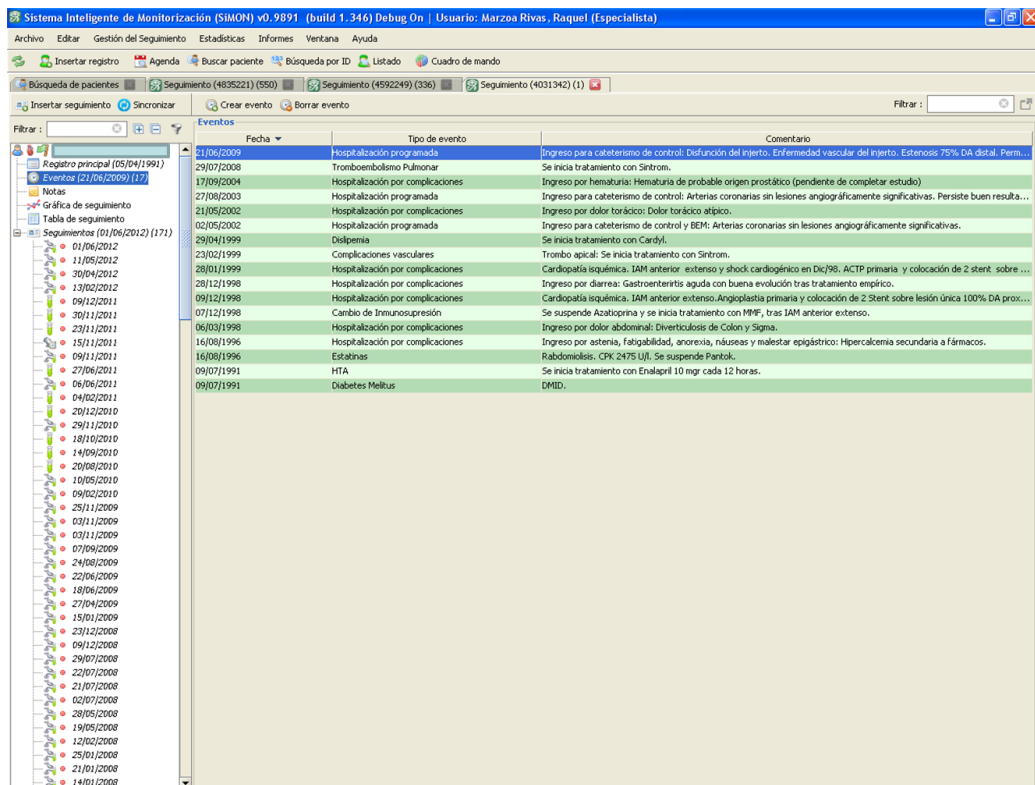 Sistema Inteligente de Monitorización (SiMON) v0.9891 (build 1.346) Debug On | Usuario: Marzoa Rivas, Raquel (Especialista)
Archivo Editar Gestión del Seguimiento Estadísticas Informes Ventana Ayuda
Insertar registro Agenda Buscar paciente Búsqueda por ID Listado Cuadro de mando
Búsqueda de pacientes Seguimiento (4835221) (550) Seguimiento (4592249) (336) Seguimiento (4031342) (1)
Insertar seguimiento Sincronizar Crear evento Borrar evento Filtrar :
Filtrar :
Registro principal (05/04/1991)
Eventos (21/06/2009) (17)
Notas
Gráfica de seguimiento
Tabla de seguimiento
Seguimientos (01/06/2012) (171)
01/06/2012
11/05/2012
30/04/2012
13/02/2012
09/12/2011
30/11/2011
23/11/2011
15/11/2011
09/11/2011
27/06/2011
06/06/2011
04/02/2011
20/12/2010
29/11/2010
18/10/2010
14/09/2010
20/08/2010
10/05/2010
09/02/2010
25/11/2009
03/11/2009
03/11/2009
07/09/2009
24/08/2009
22/06/2009
18/06/2009
27/04/2009
15/01/2009
23/12/2008
09/12/2008
29/07/2008
22/07/2008
21/07/2008
02/07/2008
28/05/2008
19/05/2008
12/02/2008
25/01/2008
21/01/2008
14/01/2008
Eventos
Fecha Tipo de evento Comentario
21/06/2009 Hospitalización programada Ingreso para cateterismo de control: Disfunción del injerto. Enfermedad vascular del injerto. Estenosis 75% DA distal. Perm...
29/07/2008 Tromboembolismo Pulmonar Se inicia tratamiento con Sintrom.
17/09/2004 Hospitalización por complicaciones Ingreso por hematuria: Hematuria de probable origen prostático (pendiente de completar estudio)
27/08/2003 Hospitalización programada Ingreso para cateterismo de control: Arterias coronarias sin lesiones angiográficamente significativas. Persiste buen resulta...
21/05/2002 Hospitalización por complicaciones Ingreso por dolor torácico: Dolor torácico atípico.
02/05/2002 Hospitalización programada Ingreso para cateterismo de control y BEM: Arterias coronarias sin lesiones angiográficamente significativas.
29/04/1999 Dislipemia Se inicia tratamiento con Cardyl.
23/02/1999 Complicaciones vasculares Trombo apical: Se inicia tratamiento con Sintrom.
28/01/1999 Hospitalización por complicaciones Cardiopatía isquémica. IAM anterior extenso y shock cardiogénico en Dic/98. ACTP primaria y colocación de 2 stent sobre ...
28/12/1998 Hospitalización por complicaciones Ingreso por diarrea: Gastroenteirtis aguda con buena evolución tras tratamiento empírico.
09/12/1998 Hospitalización por complicaciones Cardiopatía isquémica. IAM anterior extenso.Angioplastia primaria y colocación de 2 Stent sobre lesión única 100% DA prox...
07/12/1998 Cambio de Inmunosupresión Se suspende Azatioprina y se inicia tratamiento con MMF, tras IAM anterior extenso.
06/03/1998 Hospitalización por complicaciones Ingreso por dolor abdominal: Diverticulosis de Colon y Sigma.
16/08/1996 Hospitalización por complicaciones Ingreso por astenia, fatigabilidad, anorexia, náuseas y malestar epigástrico: Hipercalcemia secundaria a fármacos.
16/08/1996 Estatinas Rabdomiolisis. CPK 2475 U/l. Se suspende Pantok.
09/07/1991 HTA Se inicia tratamiento con Enalapril 10 mgr cada 12 horas.
09/07/1991 Diabetes Melitus DMID.